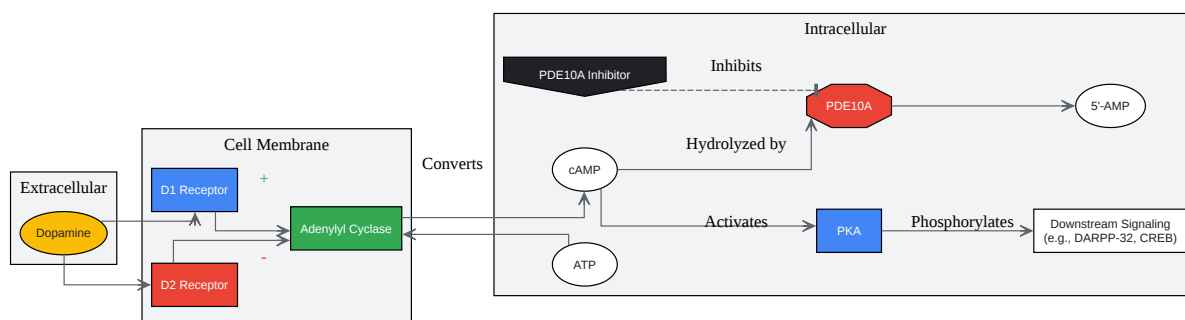 Intracellular
PDE10A Inhibitor
Inhibits
PDE10A
5'-AMP
Hydrolyzed by
Cell Membrane
Converts
cAMP
Extracellular
D1 Receptor
+
Dopamine
Adenylyl Cyclase
Activates
PKA
Phosphorylates
Downstream Signaling
(e.g., DARPP-32, CREB)
-
ATP
D2 Receptor